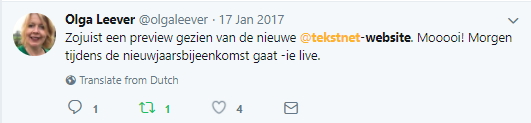 Olga Leever @olgaleever · 17 Jan 2017
Zojuist een preview gezien van de nieuwe @tekstnet-website. Mooooi! Morgen
tijdens de nieuwjaarsbijeenkomst gaat -ie live.
Translate from Dutch
1 1 4